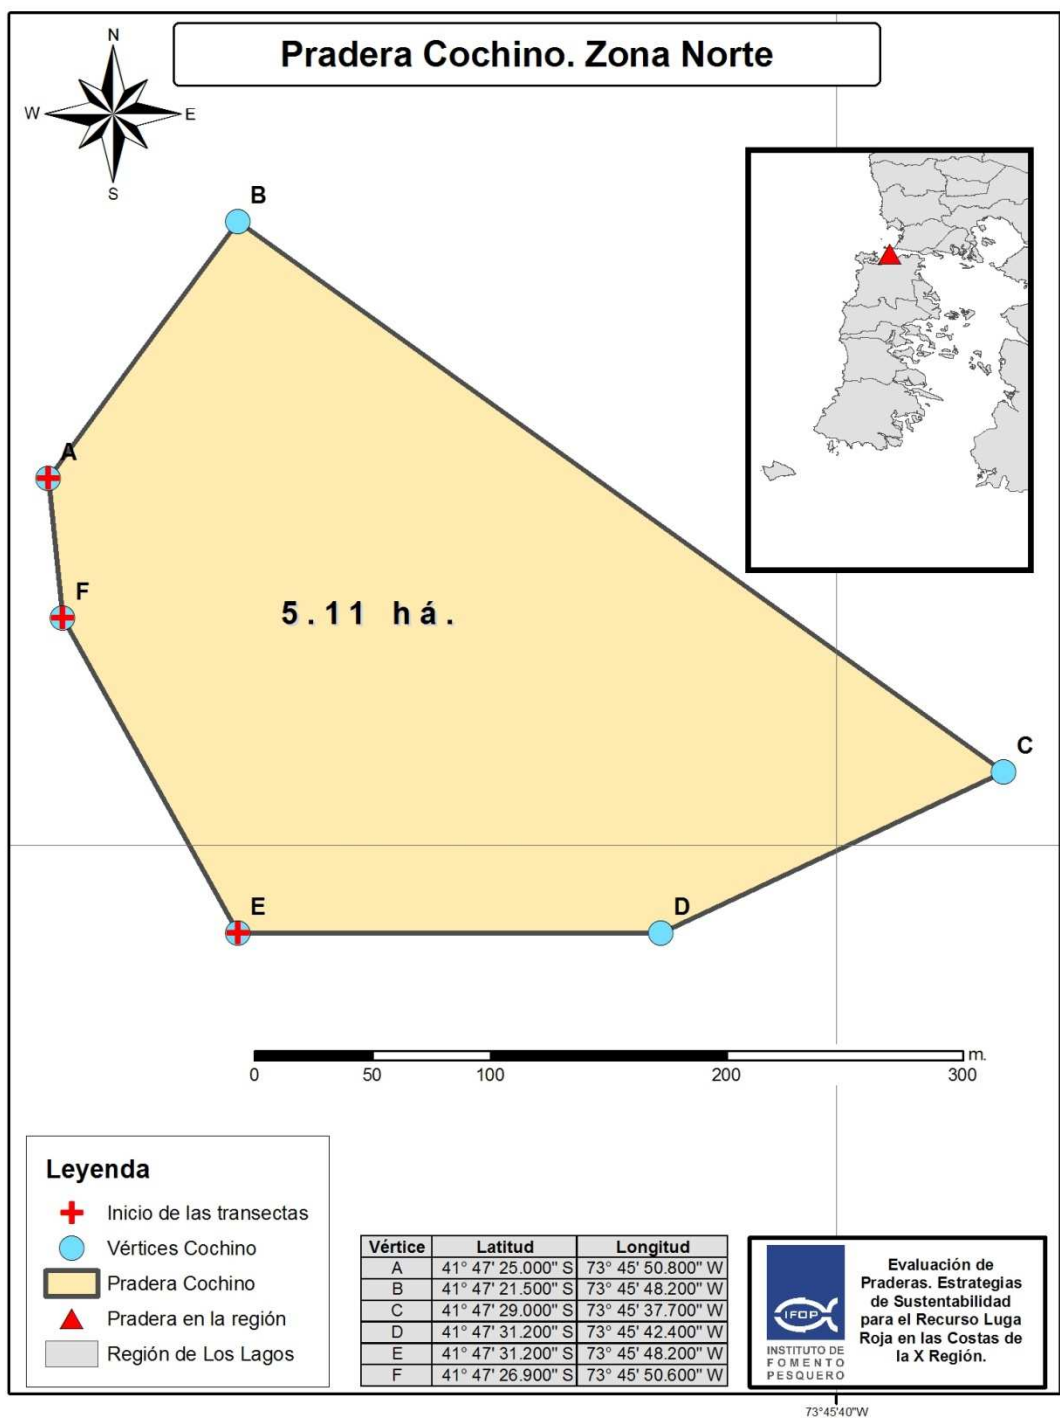 Pradera Cochino. Zona Norte
N
W
E
S
B
A
F
5.11 há.
C
E
D
m.
0
50
100
200
300
Leyenda
Inicio de las transectas
Vértices Cochino
Pradera Cochino
Pradera en la región
Región de Los Lagos
Vértice Latitud Longitud
A 41° 47' 25.000" S 73° 45' 50.800" W
B 41° 47' 21.500" S 73° 45' 48.200" W
C 41° 47' 29.000" S 73° 45' 37.700" W
D 41° 47' 31.200" S 73° 45' 42.400" W
E 41° 47' 31.200" S 73° 45' 48.200" W
F 41° 47' 26.900" S 73° 45' 50.600" W
IFOP
INSTITUTO DE
FOMENTO
PESQUERO
Evaluación de
Praderas. Estrategias
de Sustentabilidad
para el Recurso Luga
Roja en las Costas de
la X Región.
73°45'40"W